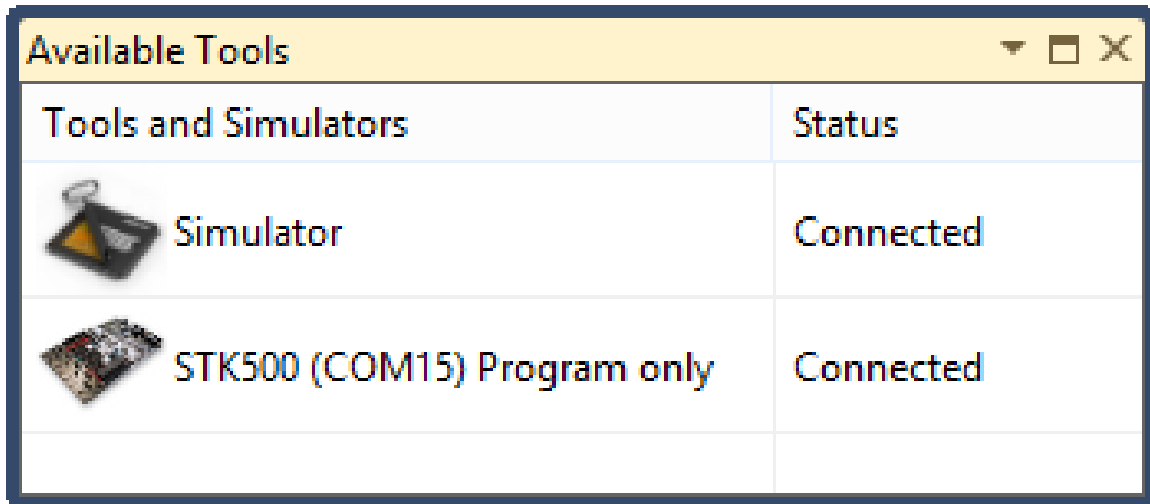 Available Tools
Tools and Simulators Status
Simulator Connected
STK500 (COM15) Program only Connected